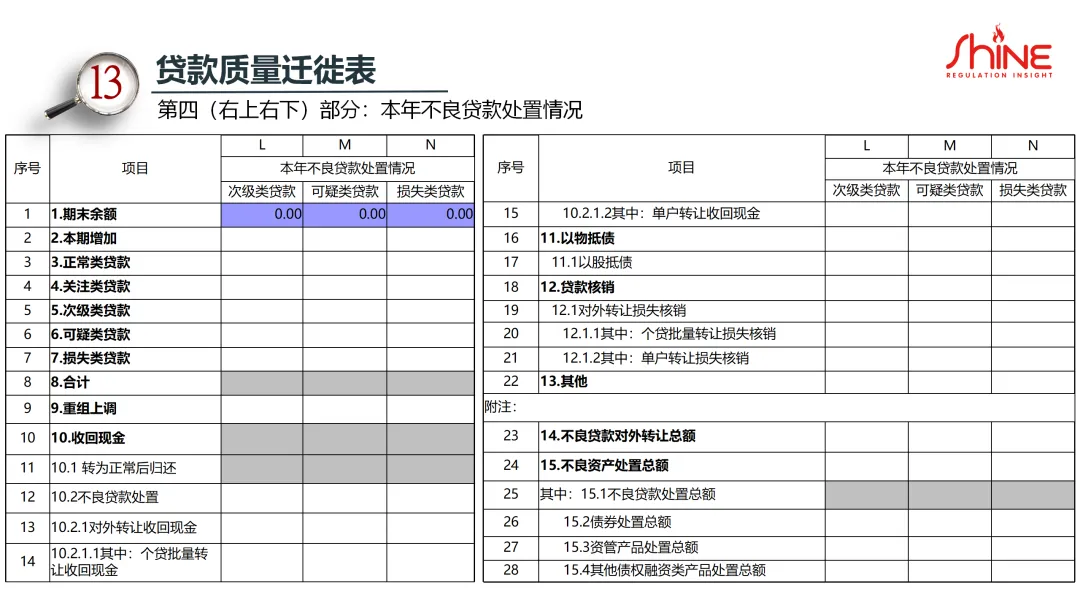 13
贷款质量迁徙表
SHINE
REGULATION INSIGHT
第四（右上右下）部分：本年不良贷款处置情况
序号 项目 L M N
本年不良贷款处置情况
次级类贷款 可疑类贷款 损失类贷款
1 1.期末余额 0.00 0.00 0.00
2 2.本期增加
3 3.正常类贷款
4 4.关注类贷款
5 5.次级类贷款
6 6.可疑类贷款
7 7.损失类贷款
8 8.合计
9 9.重组上调
10 10.收回现金
11 10.1 转为正常后归还
12 10.2不良贷款处置
13 10.2.1对外转让收回现金
14 10.2.1.1其中：个贷批量转
让收回现金
序号 项目 L M N
本年不良贷款处置情况
次级类贷款 可疑类贷款 损失类贷款
15 10.2.1.2其中：单户转让收回现金
16 11.以物抵债
17 11.1以股抵债
18 12.贷款核销
19 12.1对外转让损失核销
20 12.1.1其中：个贷批量转让损失核销
21 12.1.2其中：单户转让损失核销
22 13.其他
附注：
23 14.不良贷款对外转让总额
24 15.不良资产处置总额
25 其中：15.1不良贷款处置总额
26 15.2债券处置总额
27 15.3资管产品处置总额
28 15.4其他债权融资类产品处置总额